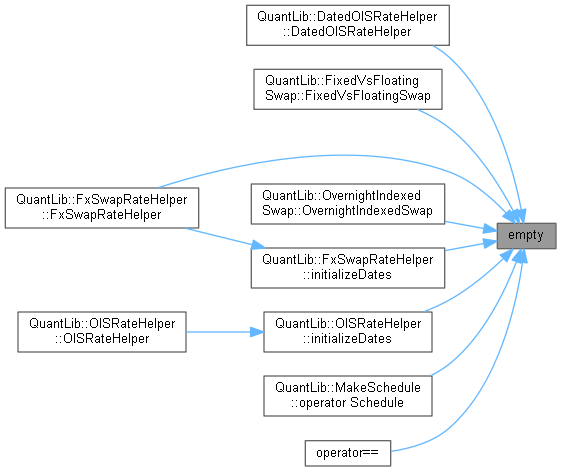 QuantLib::DatedOISRateHelper
::DatedOISRateHelper
QuantLib::FixedVsFloating
Swap::FixedVsFloatingSwap
QuantLib::FxSwapRateHelper
::FxSwapRateHelper
QuantLib::OvernightIndexed
Swap::OvernightIndexedSwap
empty
QuantLib::FxSwapRateHelper
::initializeDates
QuantLib::OISRateHelper
::OISRateHelper
QuantLib::OISRateHelper
::initializeDates
QuantLib::MakeSchedule
::operator Schedule
operator==